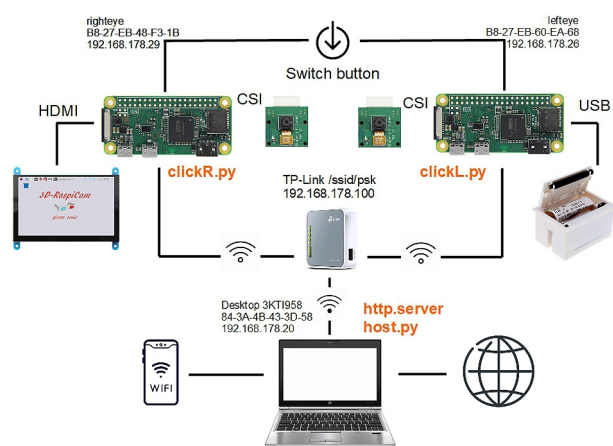 righteye
B8-27-EB-48-F3-1B
192.168.178.29
lefteye
B8-27-EB-60-EA-68
192.168.178.26
Switch button
HDMI
CSI
CSI
USB
clickR.py
clickL.py
3D-RaspiCam
TP-Link /ssid/psk
192.168.178.100
Desktop 3KTI958
84-3A-4B-43-3D-58
192.168.178.20
http.server
host.py
WIFI